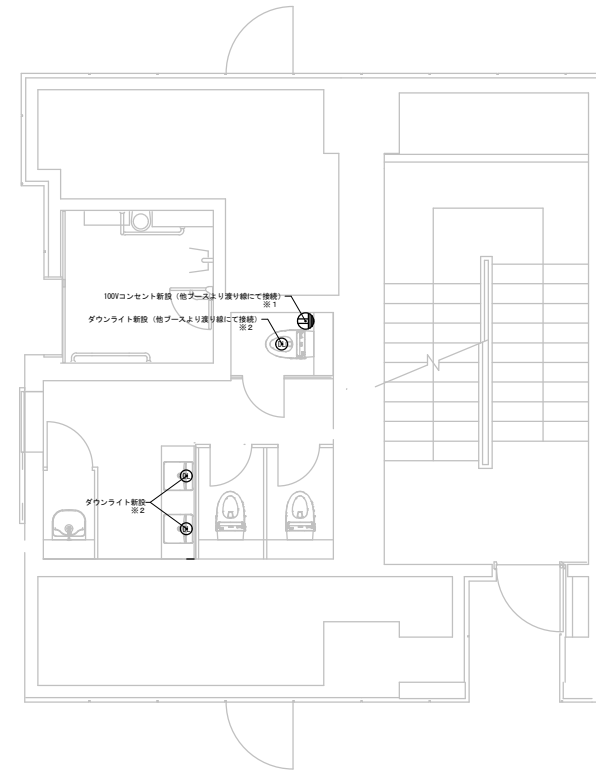 100Vコンセント新設（他ブースより渡り線にて接続）
※1
ダウンライト新設（他ブースより渡り線にて接続）
※2
ダウンライト新設
※2